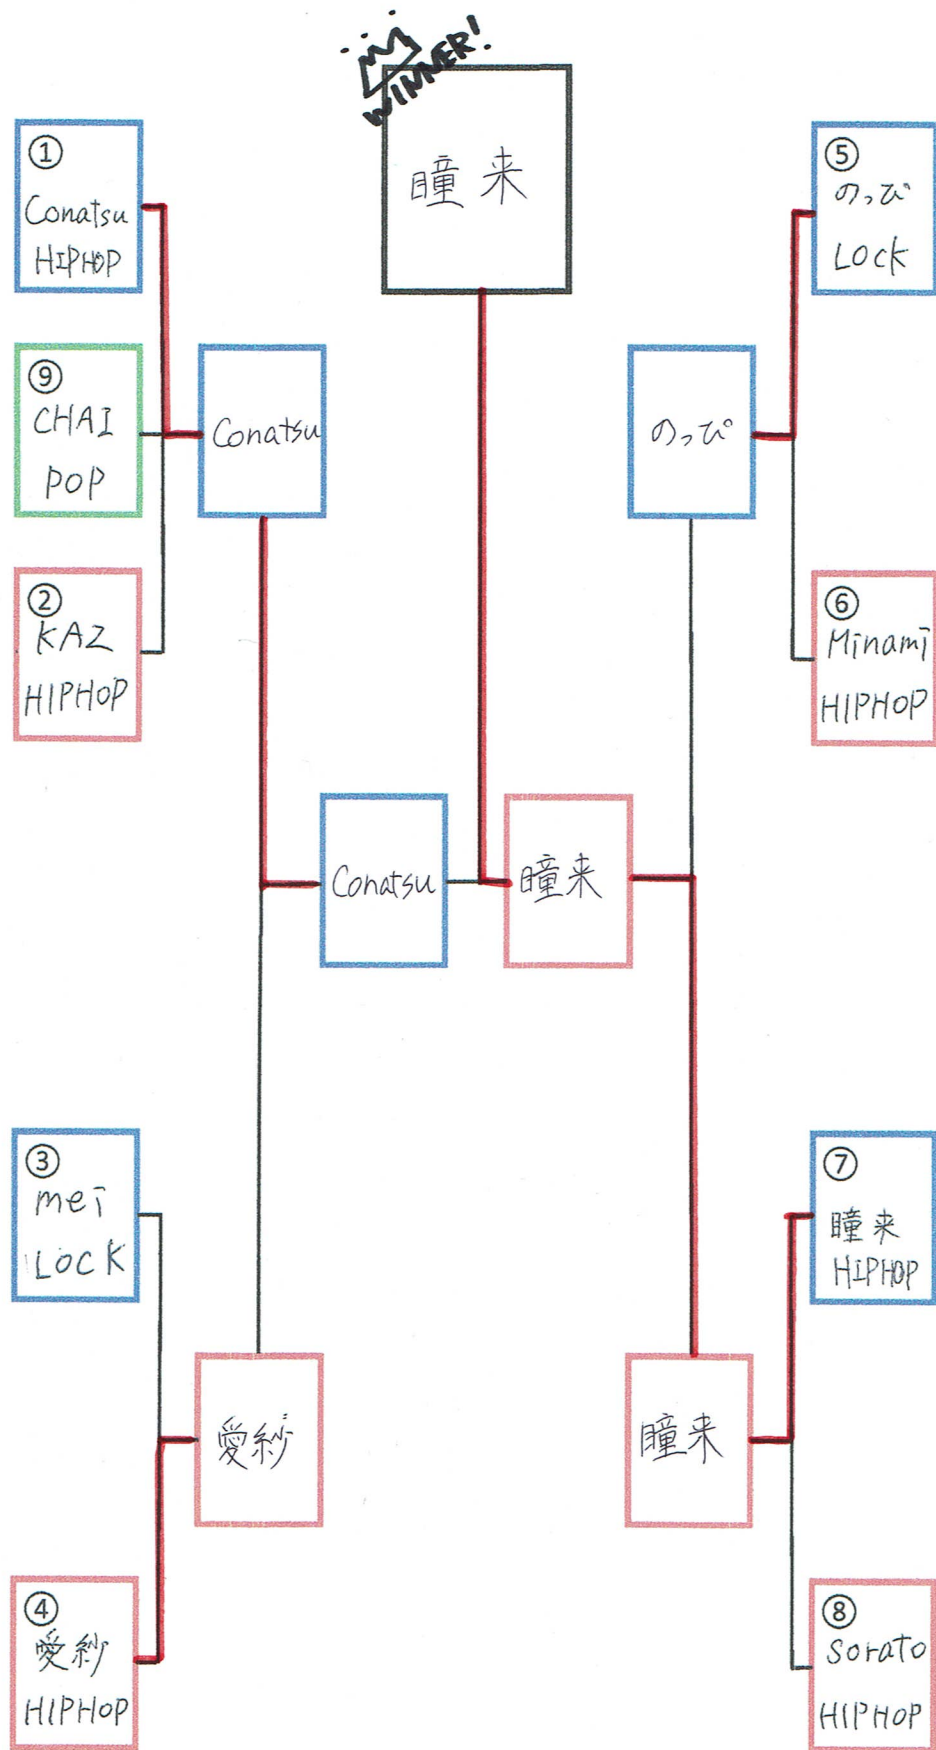 WINNER!
瞳来
①
Conatsu
HIPHOP
⑨
CHAI
POP
②
KAZ
HIPHOP
Conatsu
⑤
のっぴ
LOCK
のっぴ
⑥
Minami
HIPHOP
Conatsu
瞳来
③
mei
LOCK
愛紗
④
愛紗
HIPHOP
⑦
瞳来
HIPHOP
瞳来
⑧
sorato
HIPHOP